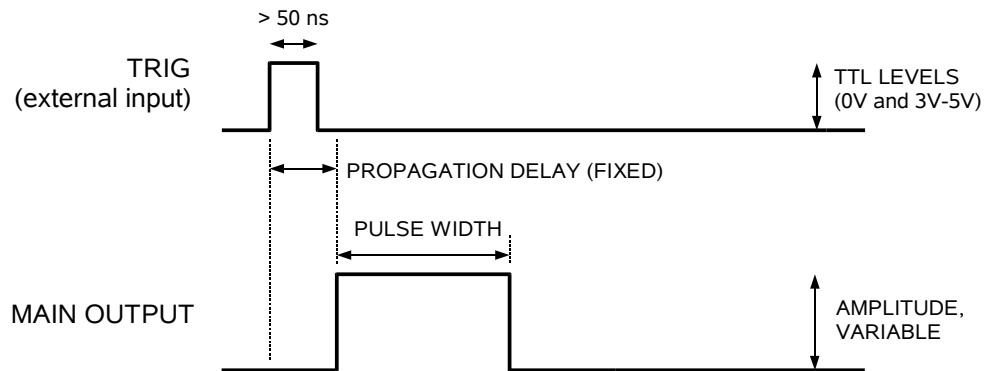 > 50 ns
TRIG
(external input)
TTL LEVELS
(0V and 3V-5V)
PROPAGATION DELAY (FIXED)
PULSE WIDTH
MAIN OUTPUT
AMPLITUDE,
VARIABLE